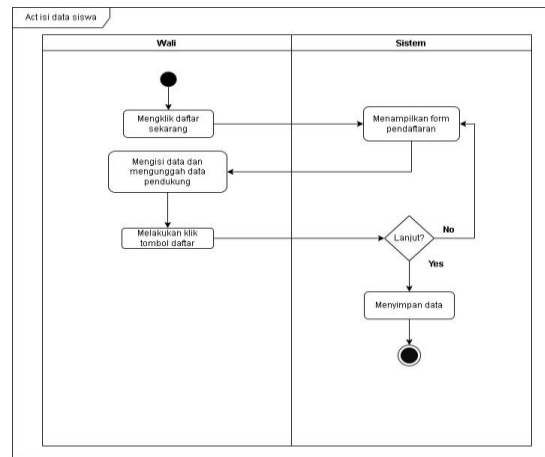 Act isi data siswa
Wali
Sistem
Mengklik daftar
sekarang
Menampilkan form
pendaftaran
Mengisi data dan
mengunggah data
pendukung
Melakukan klik
tombol daftar
Lanjut?
No
Yes
Menyimpan data